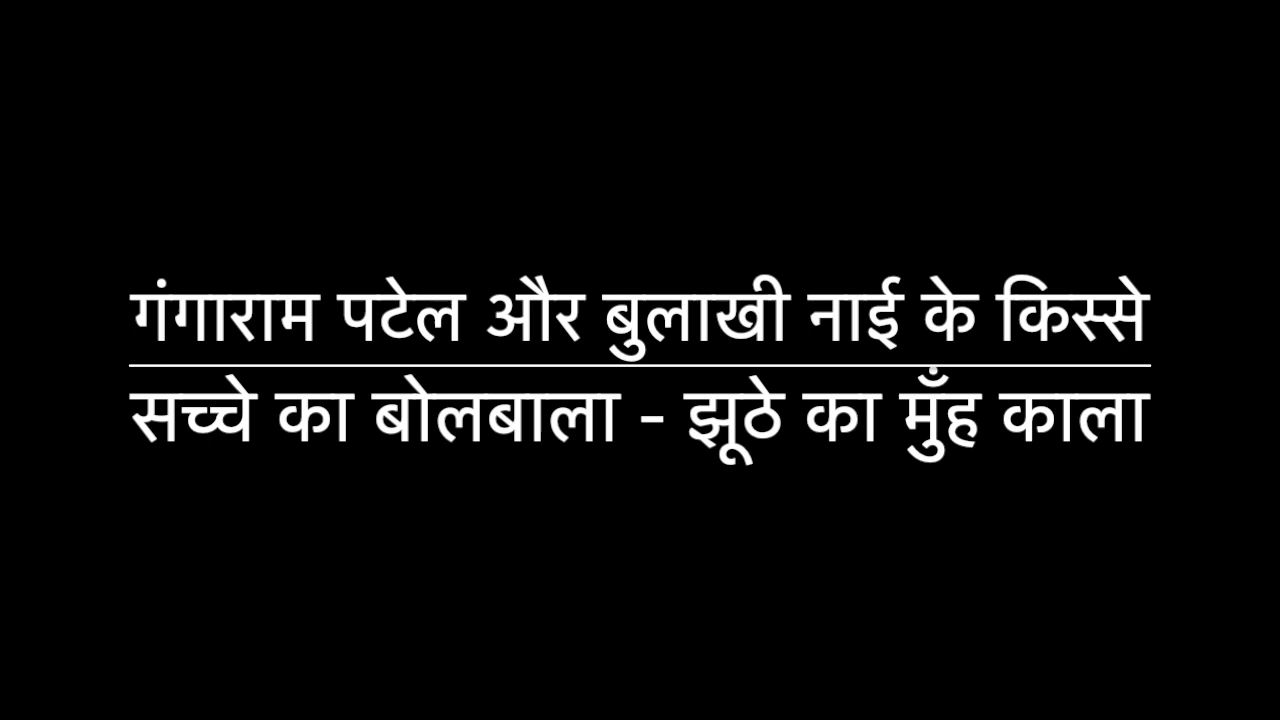 गंगाराम पटेल और बुलाखी नाई के किस्से
सच्चे का बोलबाला - झूठे का मुँह काला